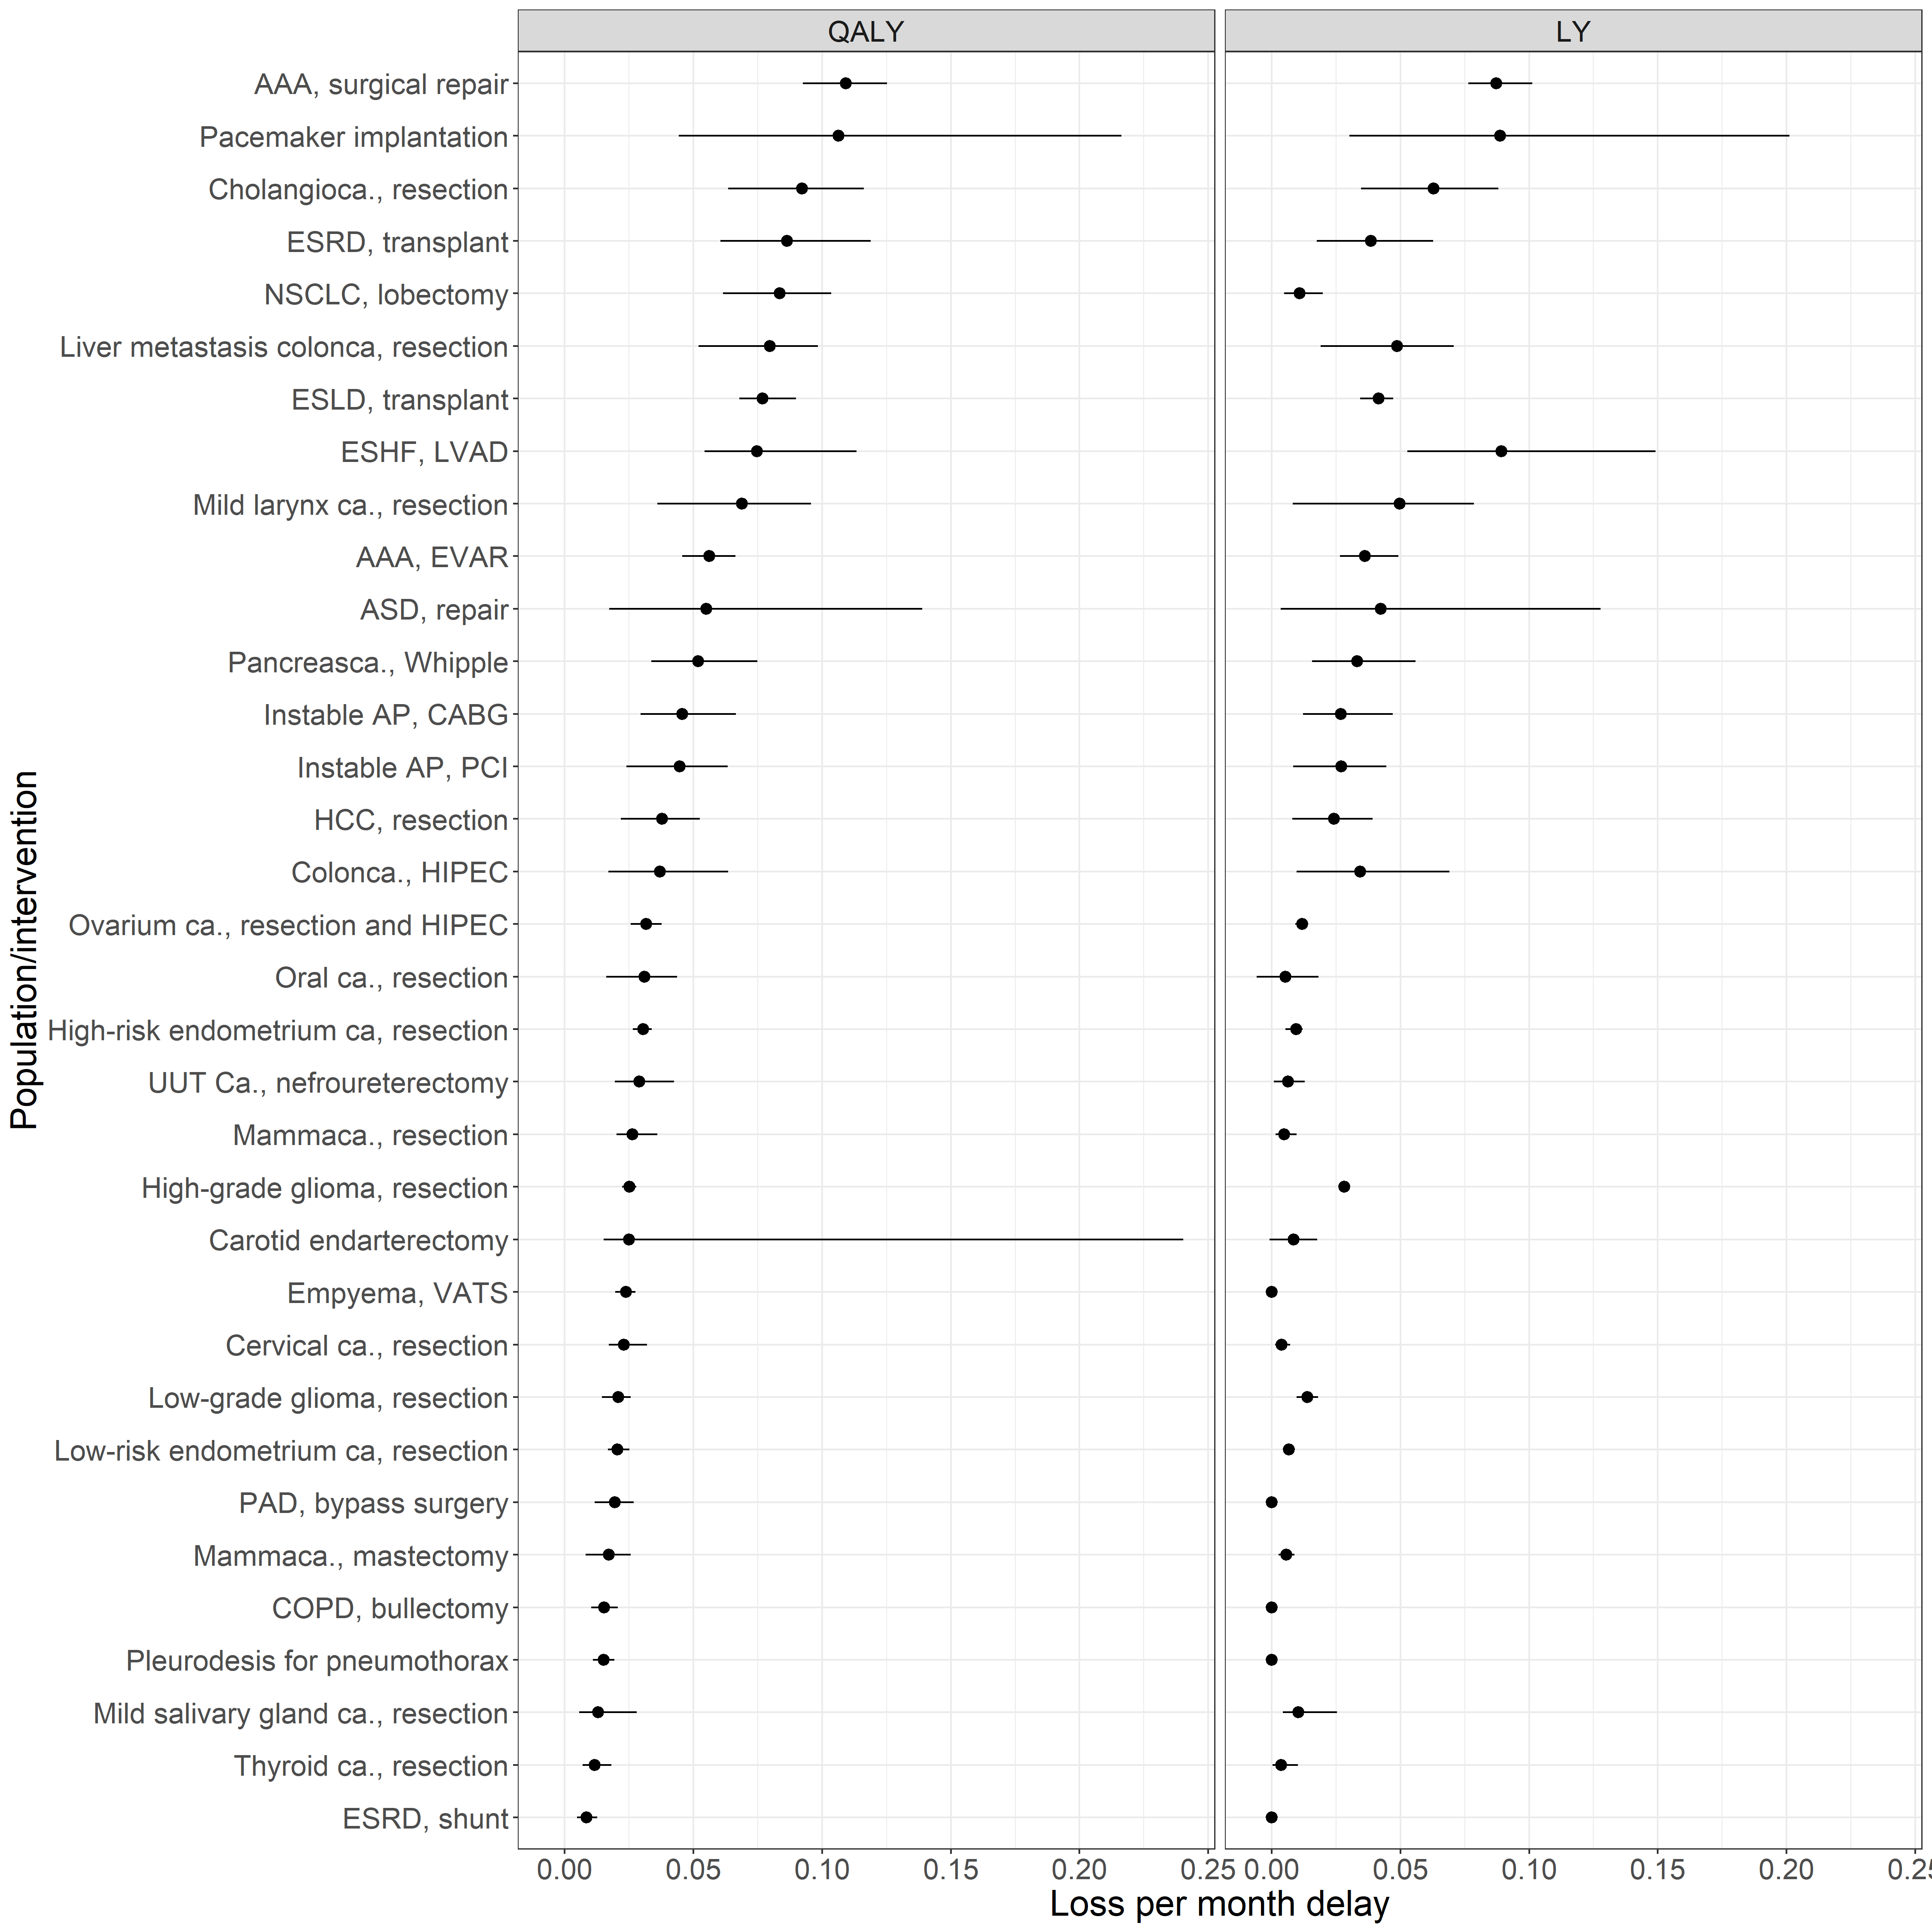 QALY
LY
AAA, surgical repair
Pacemaker implantation
Cholangioca., resection
ESRD, transplant
NSCLC, lobectomy
Liver metastasis colonca, resection
ESLD, transplant
ESHF, LVAD
Mild larynx ca., resection
AAA, EVAR
ASD, repair
Pancreasca., Whipple
Instable AP, CABG
Instable AP, PCI
HCC, resection
Colonca., HIPEC
Ovarium ca., resection and HIPEC
Oral ca., resection
High-risk endometrium ca, resection
UUT Ca., nefroureterectomy
Mammaca., resection
High-grade glioma, resection
Carotid endarterectomy
Empyema, VATS
Cervical ca., resection
Low-grade glioma, resection
Low-risk endometrium ca, resection
PAD, bypass surgery
Mammaca., mastectomy
COPD, bullectomy
Pleurodesis for pneumothorax
Mild salivary gland ca., resection
Thyroid ca., resection
ESRD, shunt
Population/intervention
0.00 0.05 0.10 0.15 0.20 0.25
0.00 0.05 0.10 0.15 0.20 0.25
Loss per month delay